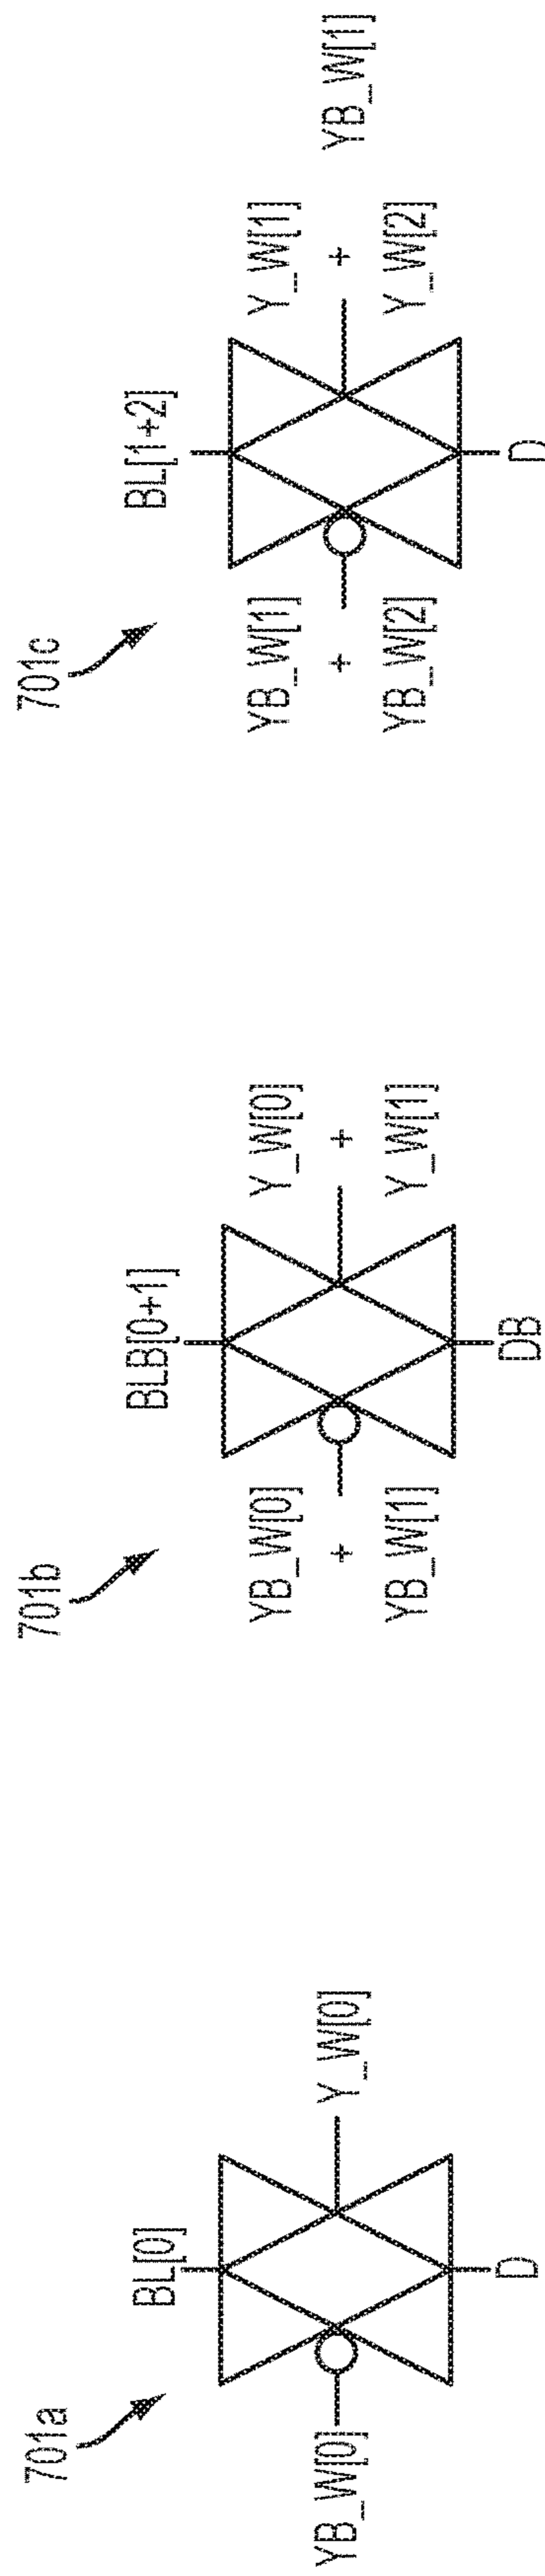 701a
BL[0]
YB_W[0]
Y_W[0]
D
701b
BLB[0+1]
YB_W[0]
+
YB_W[1]
Y_W[0]
+
Y_W[1]
DB
701c
BL[1+2]
YB_W[1]
+
YB_W[2]
Y_W[1]
+
Y_W[2]
D
YB_W[1]